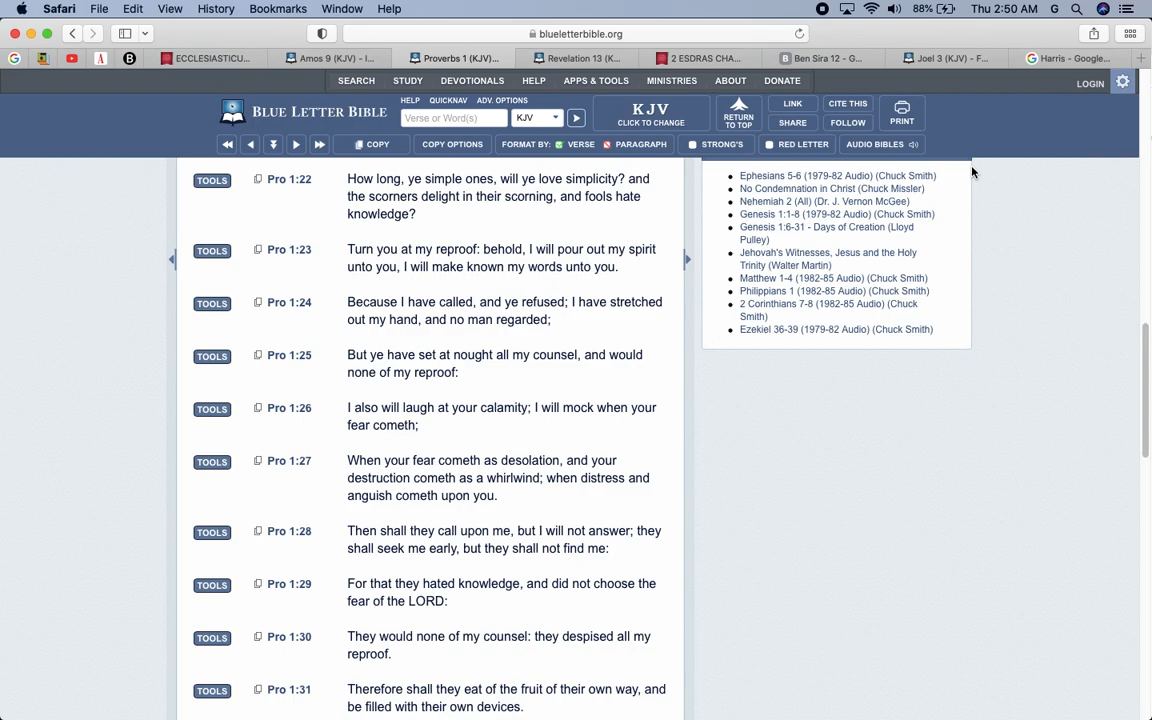 Safari File Edit View History Bookmarks Window Help 88% Thu 2:50 AM G
blueletterbible.org
ECCLESIASTICU... Amos 9 (KJV) - I... Proverbs 1 (KJV)... Revelation 13 (K... 2 ESDRAS CHA... Ben Sira 12 - G... Joel 3 (KJV) - F... Harris - Google...
SEARCH STUDY DEVOTIONALS HELP APPS & TOOLS MINISTRIES ABOUT DONATE LOGIN
BLUE LETTER BIBLE
HELP QUICKNAV ADV. OPTIONS
Verse or Word(s) KJV
KJV
CLICK TO CHANGE
RETURN
TO TOP
LINK CITE THIS
SHARE FOLLOW
PRINT
COPY COPY OPTIONS FORMAT BY: VERSE PARAGRAPH STRONG'S RED LETTER AUDIO BIBLES
TOOLS Pro 1:22 How long, ye simple ones, will ye love simplicity? and
the scorners delight in their scorning, and fools hate
knowledge?
TOOLS Pro 1:23 Turn you at my reproof: behold, I will pour out my spirit
unto you, I will make known my words unto you.
TOOLS Pro 1:24 Because I have called, and ye refused; I have stretched
out my hand, and no man regarded;
TOOLS Pro 1:25 But ye have set at nought all my counsel, and would
none of my reproof:
TOOLS Pro 1:26 I also will laugh at your calamity; I will mock when your
fear cometh;
TOOLS Pro 1:27 When your fear cometh as desolation, and your
destruction cometh as a whirlwind; when distress and
anguish cometh upon you.
TOOLS Pro 1:28 Then shall they call upon me, but I will not answer; they
shall seek me early, but they shall not find me:
TOOLS Pro 1:29 For that they hated knowledge, and did not choose the
fear of the LORD:
TOOLS Pro 1:30 They would none of my counsel: they despised all my
reproof.
TOOLS Pro 1:31 Therefore shall they eat of the fruit of their own way, and
be filled with their own devices.
Ephesians 5-6 (1979-82 Audio) (Chuck Smith)
No Condemnation in Christ (Chuck Missler)
Nehemiah 2 (All) (Dr. J. Vernon McGee)
Genesis 1:1-8 (1979-82 Audio) (Chuck Smith)
Genesis 1:6-31 - Days of Creation (Lloyd
Pulley)
Jehovah's Witnesses, Jesus and the Holy
Trinity (Walter Martin)
Matthew 1-4 (1982-85 Audio) (Chuck Smith)
Philippians 1 (1982-85 Audio) (Chuck Smith)
2 Corinthians 7-8 (1982-85 Audio) (Chuck
Smith)
Ezekiel 36-39 (1979-82 Audio) (Chuck Smith)